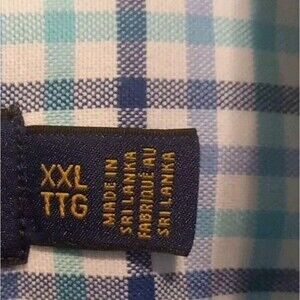 XXL
TTG
MADE IN
SRI LANKA
FABRIQUÉ AU
SRI LANKA